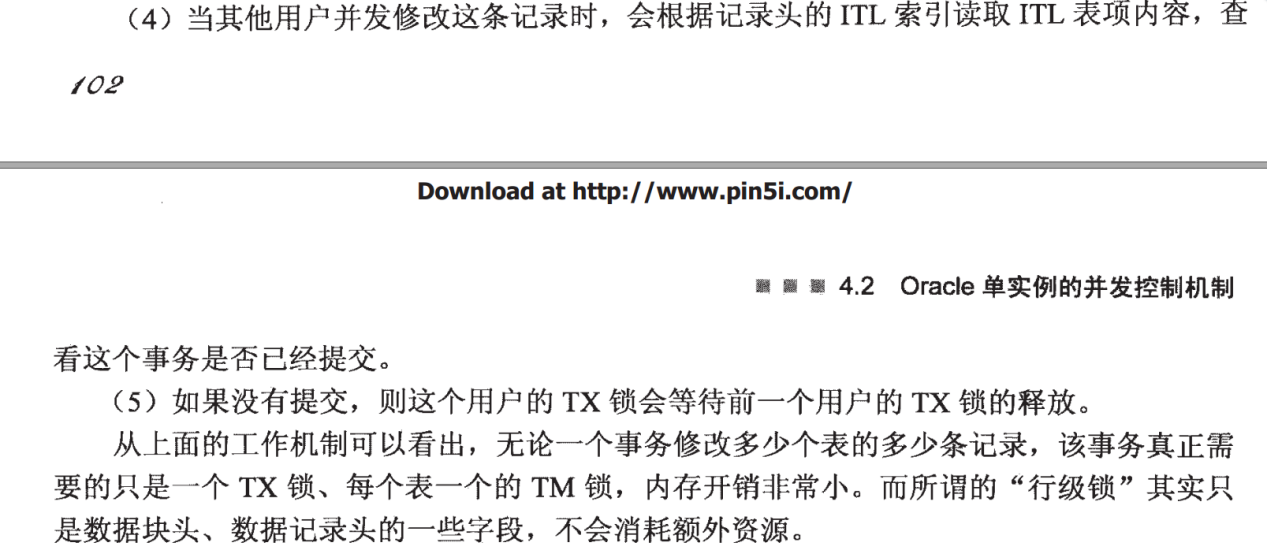 （4）当其他用户并发修改这条记录时，会根据记录头的 ITL 索引读取 ITL 表项内容，查
102
Download at http://www.pin5i.com/
4.2 Oracle 单实例的并发控制机制
看这个事务是否已经提交。
（5）如果没有提交，则这个用户的 TX 锁会等待前一个用户的 TX 锁的释放。
从上面的工作机制可以看出，无论一个事务修改多少个表的多少条记录，该事务真正需
要的只是一个 TX 锁、每个表一个的 TM 锁，内存开销非常小。而所谓的“行级锁”其实只
是数据块头、数据记录头的一些字段，不会消耗额外资源。